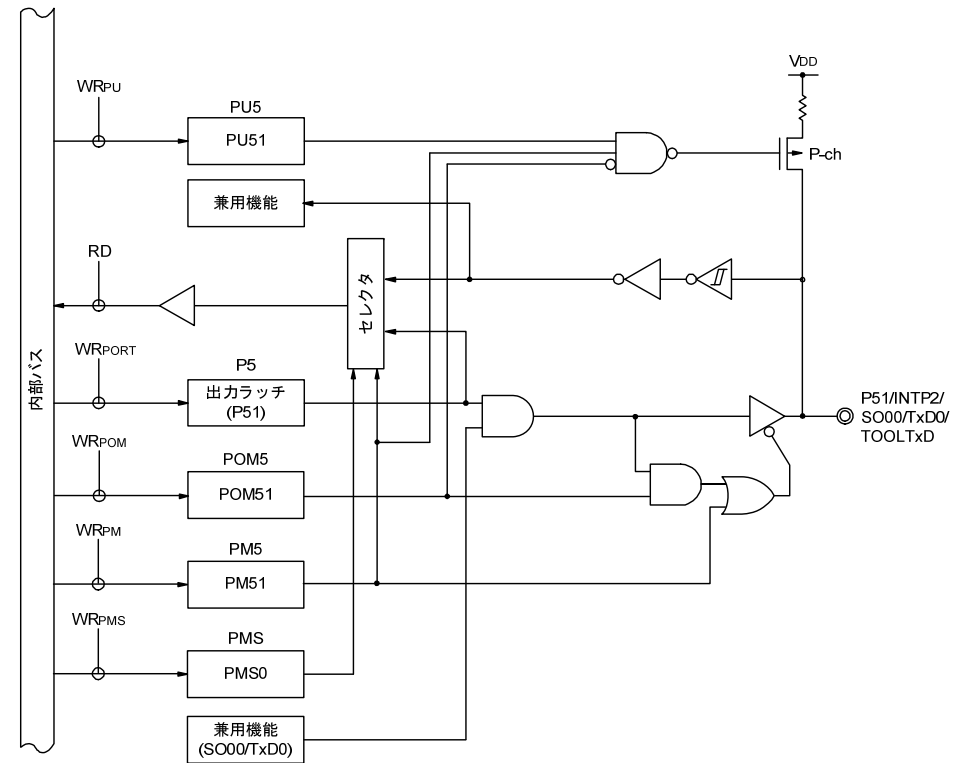 VDD
WRPU
PU5
PU51
P-ch
兼用機能
RD
セレクタ
内部バス
WRPORT
P5
出力ラッチ
(P51)
P51/INTP2/
SO00/TxD0/
TOOLTxD
WRPOM
POM5
POM51
WRPM
PM5
PM51
WRPMS
PMS
PMS0
兼用機能
(SO00/TxD0)